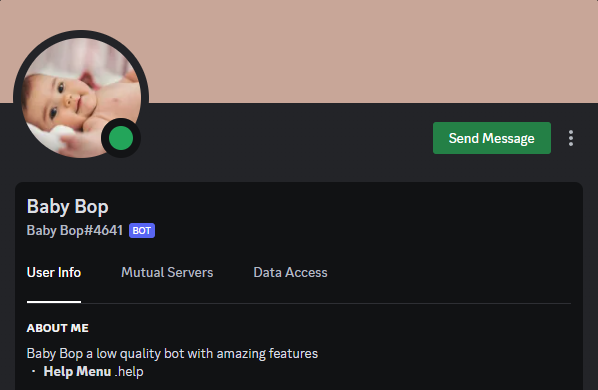 Send Message
Baby Bop
Baby Bop#4641 BOT
User Info Mutual Servers Data Access
ABOUT ME
Baby Bop a low quality bot with amazing features
· Help Menu .help